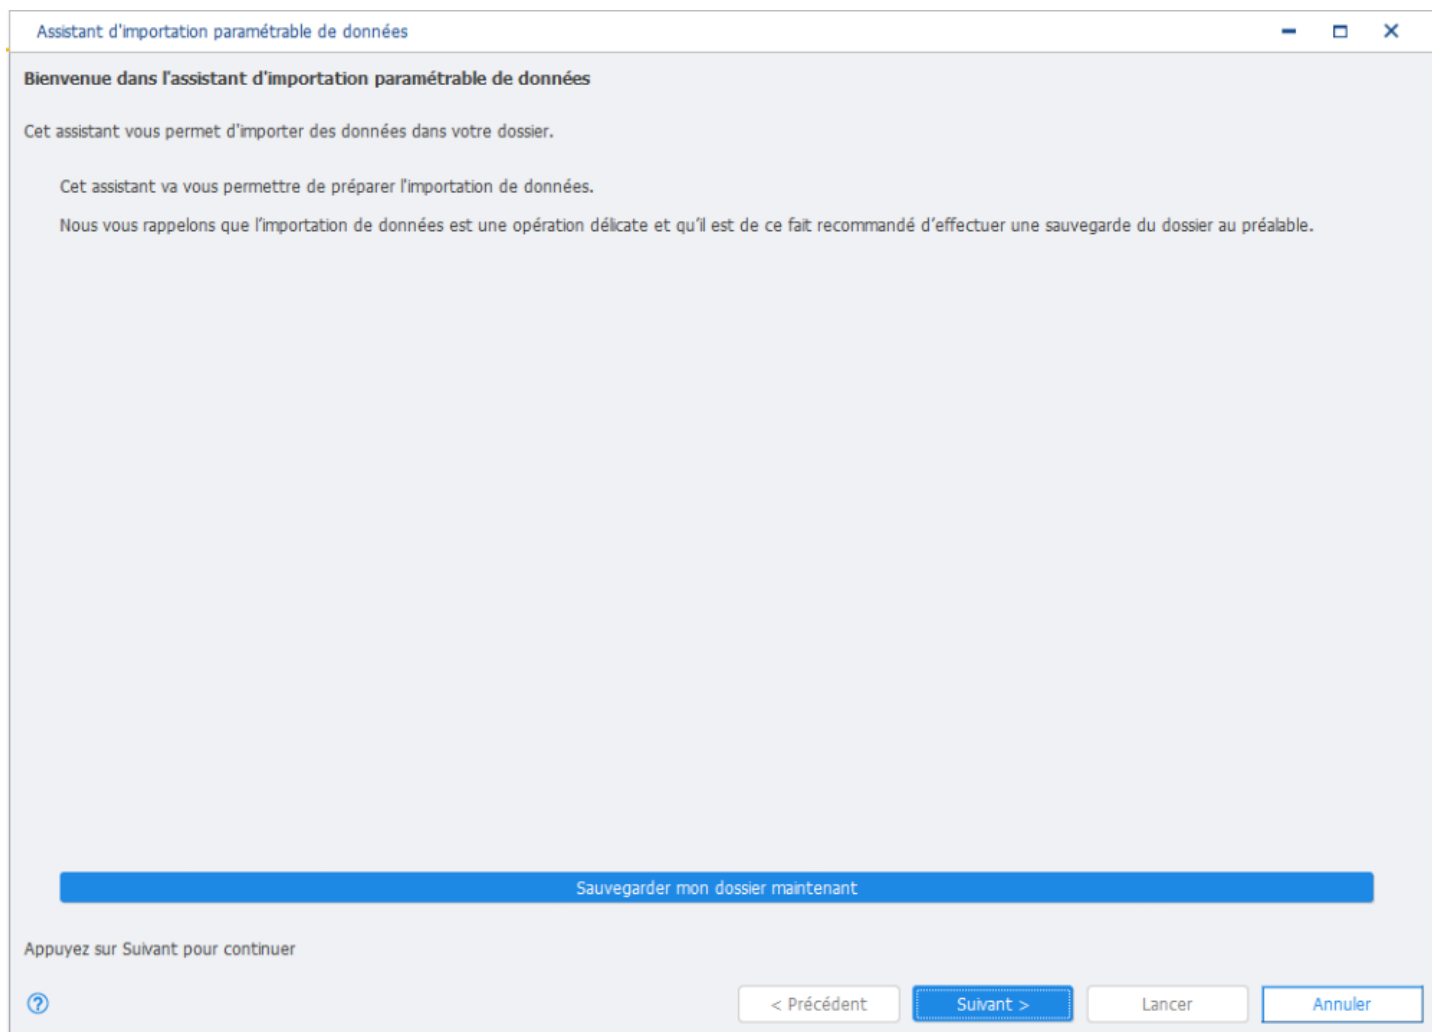 Assistant d'importation paramétrable de données
Bienvenue dans l'assistant d'importation paramétrable de données
Cet assistant vous permet d'importer des données dans votre dossier.
Cet assistant va vous permettre de préparer l'importation de données.
Nous vous rappelons que l’importation de données est une opération délicate et qu’il est de ce fait recommandé d’effectuer une sauvegarde du dossier au préalable.
Sauvegarder mon dossier maintenant
Appuyez sur Suivant pour continuer
? < Précédent Suivant > Lancer Annuler